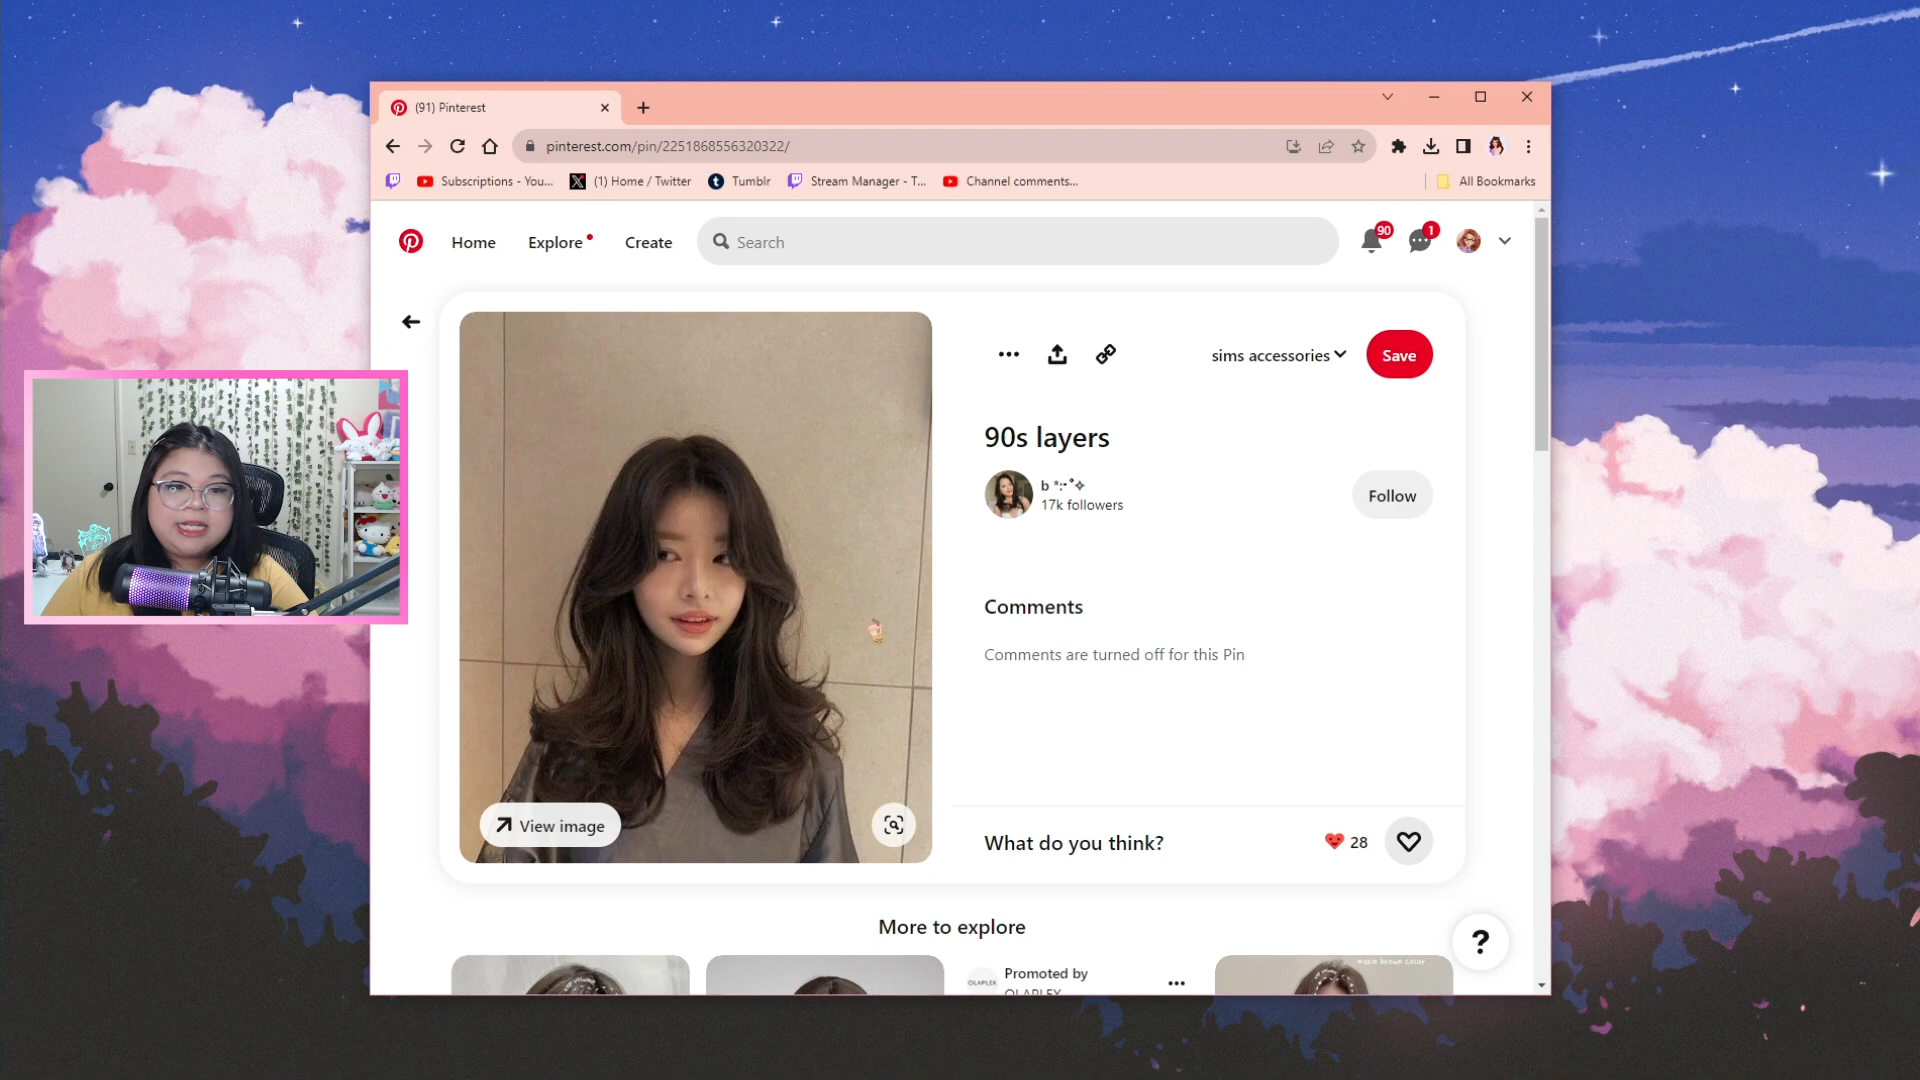 (91) Pinterest
pinterest.com/pin/2251868556320322/
Subscriptions - You...
(1) Home / Twitter
Tumblr
Stream Manager - T...
Channel comments...
All Bookmarks
Home
Explore
Create
Search
90
1
sims accessories
Save
90s layers
b *:･ﾟ✧
17k followers
Follow
Comments
Comments are turned off for this Pin
View image
What do you think?
28
More to explore
?
Promoted by
OLAPLEX
OLAPLEX